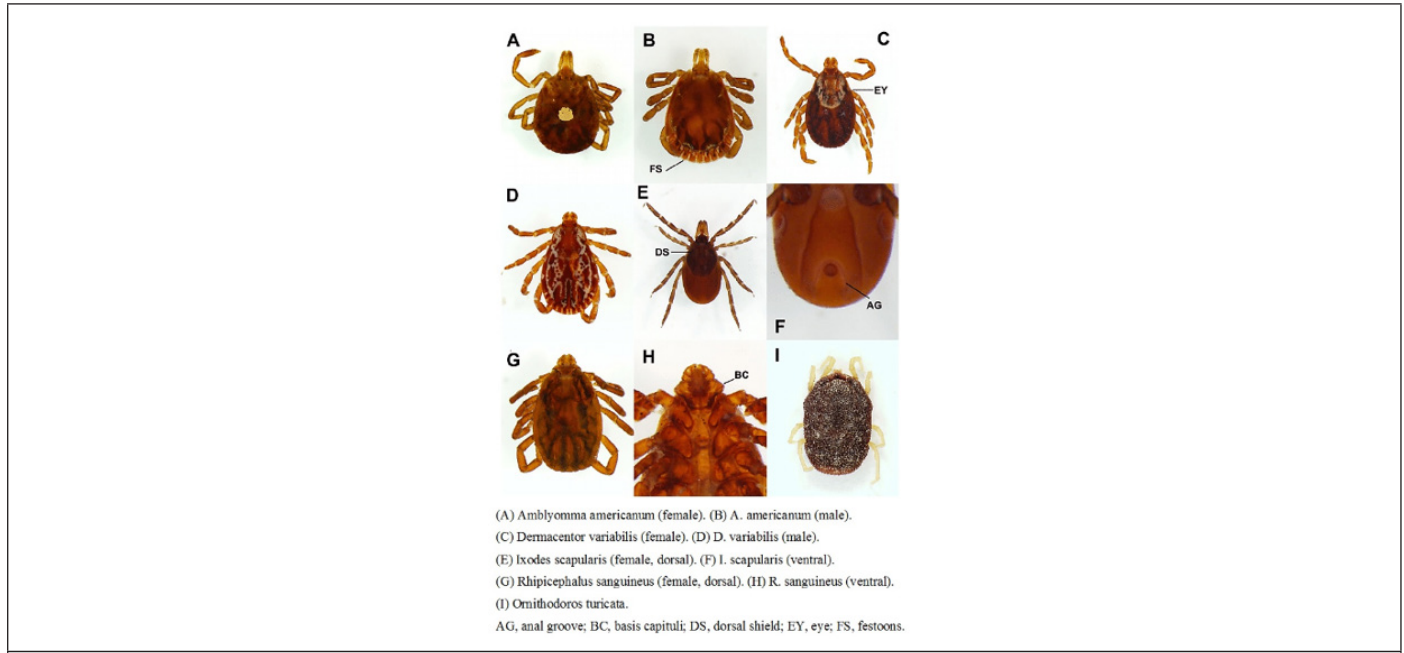 A
B
C
EY
FS
D
E
DS
F
AG
G
H
BC
I
(A) Amblyomma americanum (female). (B) A. americanum (male).
(C) Dermacentor variabilis (female). (D) D. variabilis (male).
(E) Ixodes scapularis (female, dorsal). (F) I. scapularis (ventral).
(G) Rhipicephalus sanguineus (female, dorsal). (H) R. sanguineus (ventral).
(I) Ornithodoros turicata.
AG, anal groove; BC, basis capituli; DS, dorsal shield; EY, eye; FS, festoons.